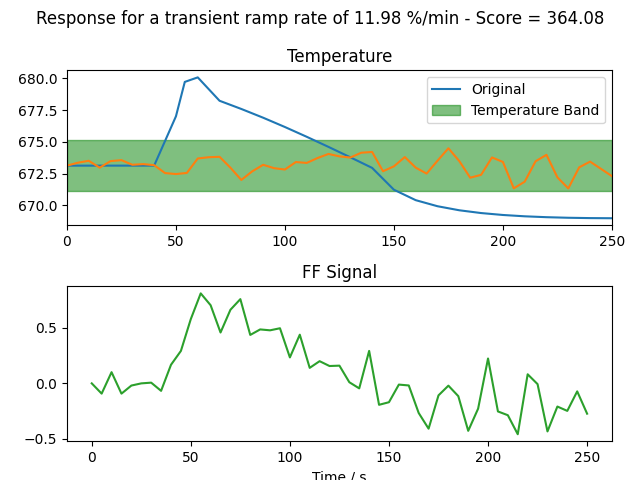 Response for a transient ramp rate of 11.98 %/min - Score = 364.08
Temperature
680.0
677.5
675.0
672.5
670.0
Original
Temperature Band
0 50 100 150 200 250
FF Signal
0.5
0.0
−0.5
0 50 100 150 200 250
Time / s